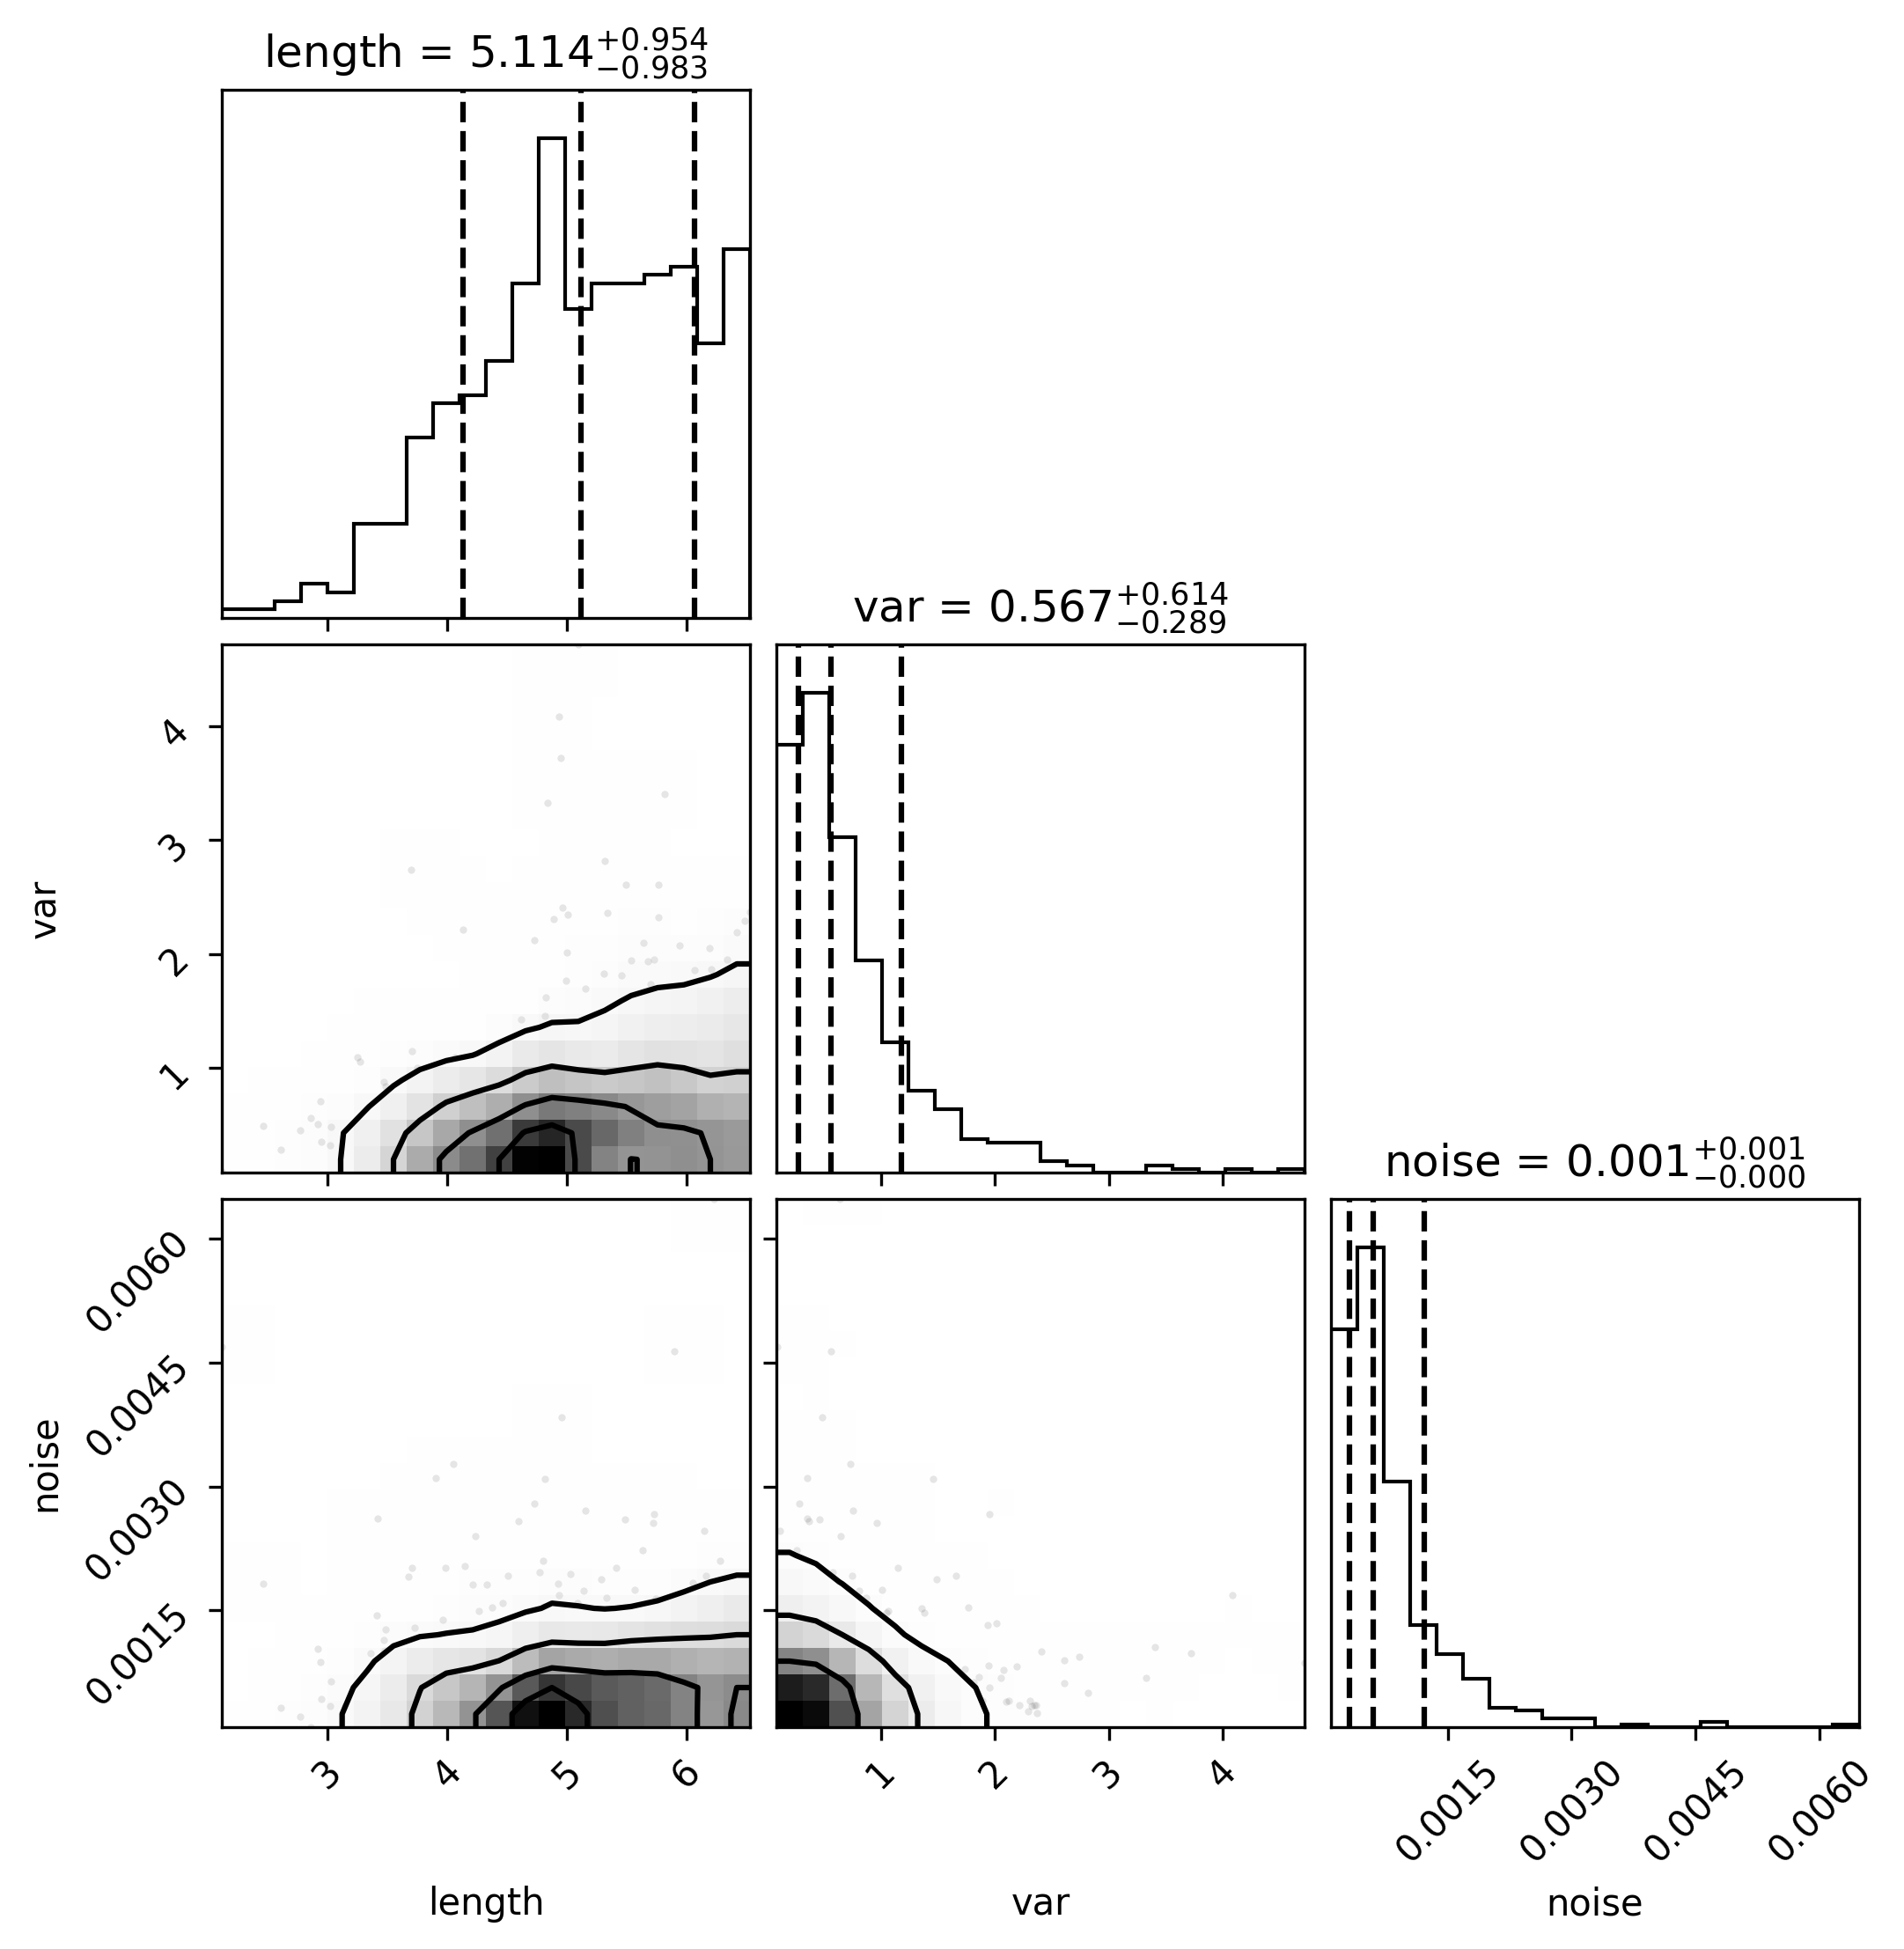 length = 5.114 +0.954 −0.983
var = 0.567 +0.614 −0.289
noise = 0.001 +0.001 −0.000
var
4
3
2
1
noise
0.0060
0.0045
0.0030
0.0015
3 4 5 6
1 2 3 4
0.0015 0.0030 0.0045 0.0060
length
var
noise